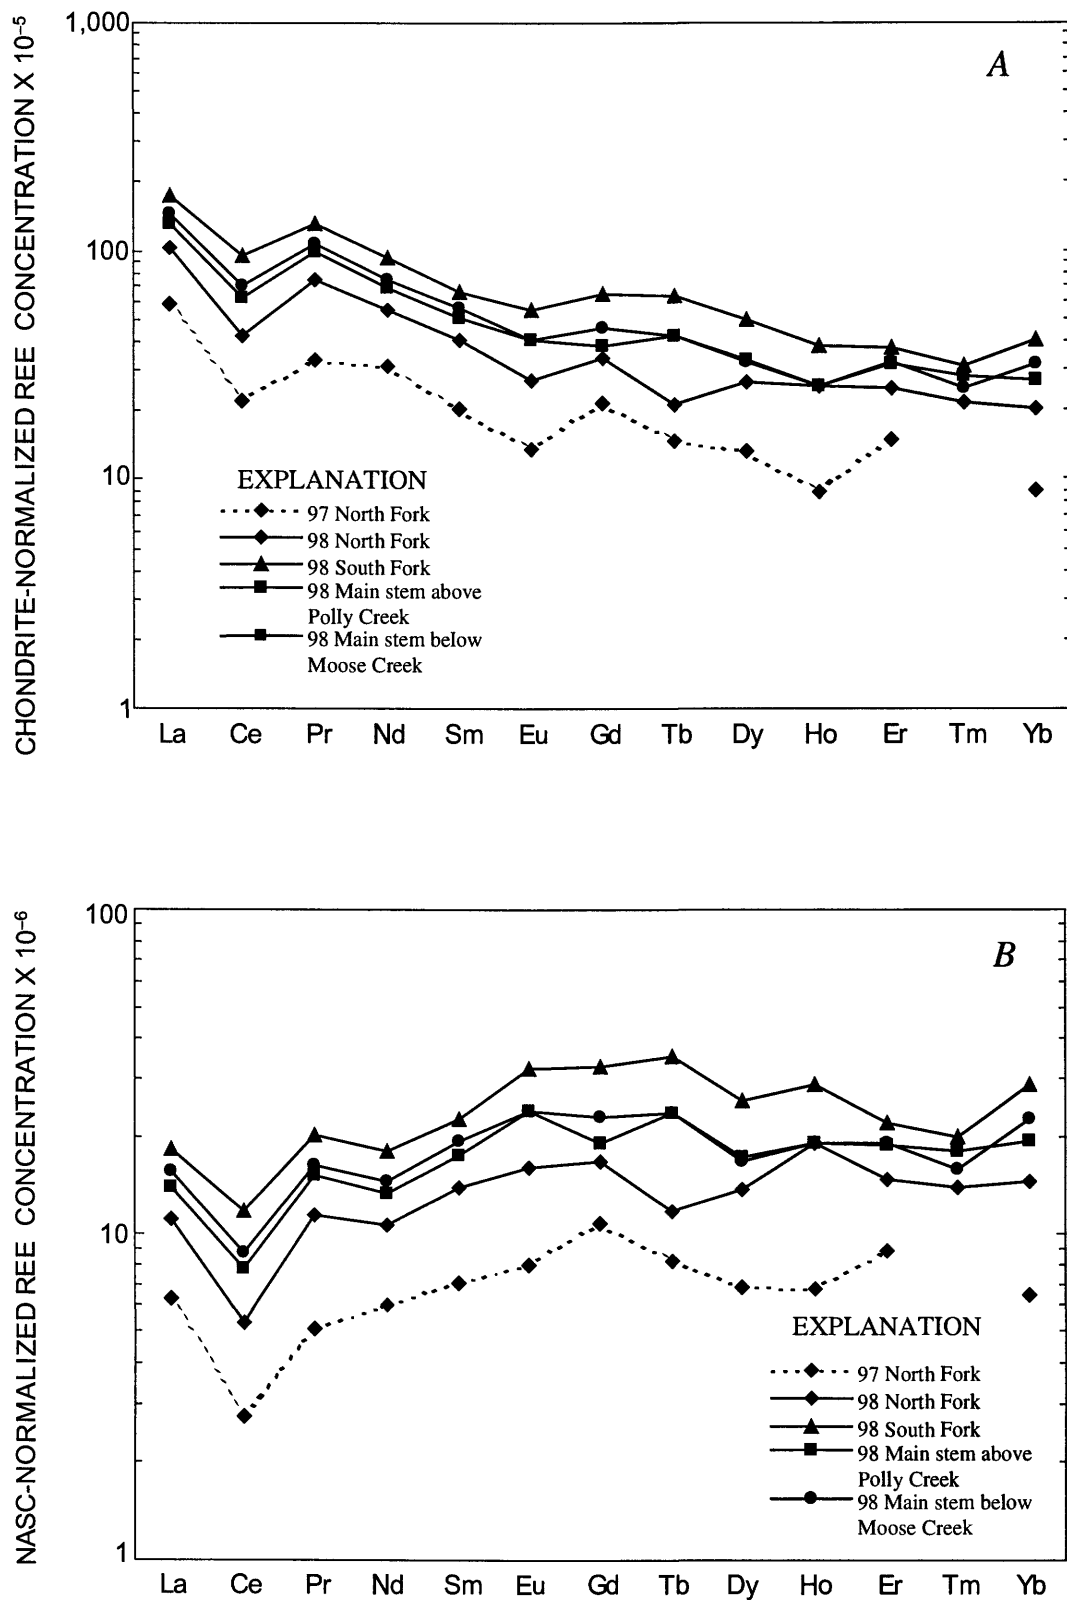 CHONDRITE-NORMALIZED REE CONCENTRATION X 10⁻⁵
1,000
100
10
1
A
EXPLANATION
97 North Fork
98 North Fork
98 South Fork
98 Main stem above
Polly Creek
98 Main stem below
Moose Creek
La Ce Pr Nd Sm Eu Gd Tb Dy Ho Er Tm Yb
NASC-NORMALIZED REE CONCENTRATION X 10⁻⁶
100
10
1
B
EXPLANATION
97 North Fork
98 North Fork
98 South Fork
98 Main stem above
Polly Creek
98 Main stem below
Moose Creek
La Ce Pr Nd Sm Eu Gd Tb Dy Ho Er Tm Yb